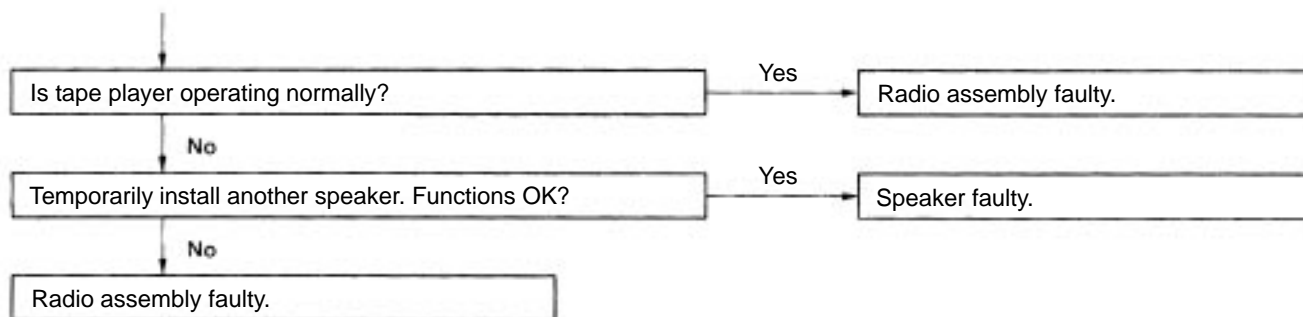 Is tape player operating normally?
Yes
Radio assembly faulty.
No
Temporarily install another speaker. Functions OK?
Yes
Speaker faulty.
No
Radio assembly faulty.